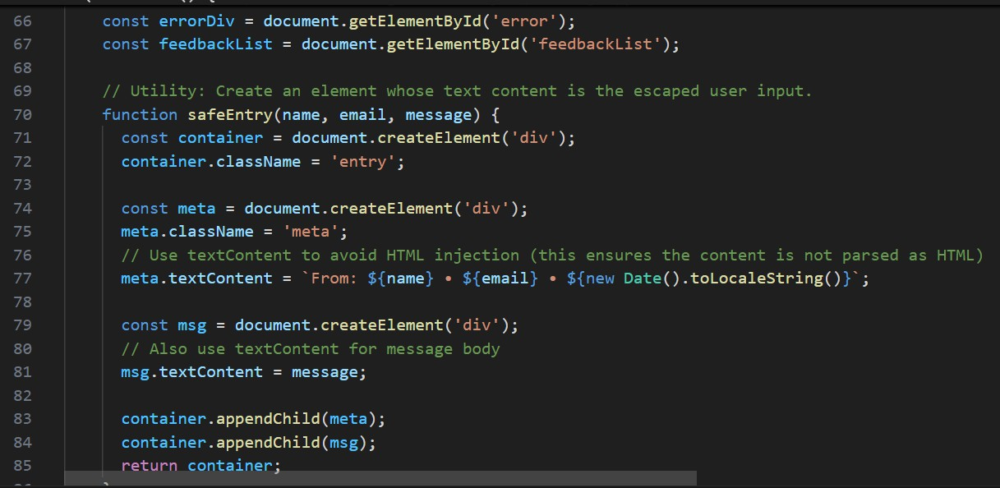 66 const errorDiv = document.getElementById('error');
67 const feedbackList = document.getElementById('feedbackList');
68
69 // Utility: Create an element whose text content is the escaped user input.
70 function safeEntry(name, email, message) {
71 const container = document.createElement('div');
72 container.className = 'entry';
73
74 const meta = document.createElement('div');
75 meta.className = 'meta';
76 // Use textContent to avoid HTML injection (this ensures the content is not parsed as HTML)
77 meta.textContent = `From: ${name} • ${email} • ${new Date().toLocaleString()}`;
78
79 const msg = document.createElement('div');
80 // Also use textContent for message body
81 msg.textContent = message;
82
83 container.appendChild(meta);
84 container.appendChild(msg);
85 return container;